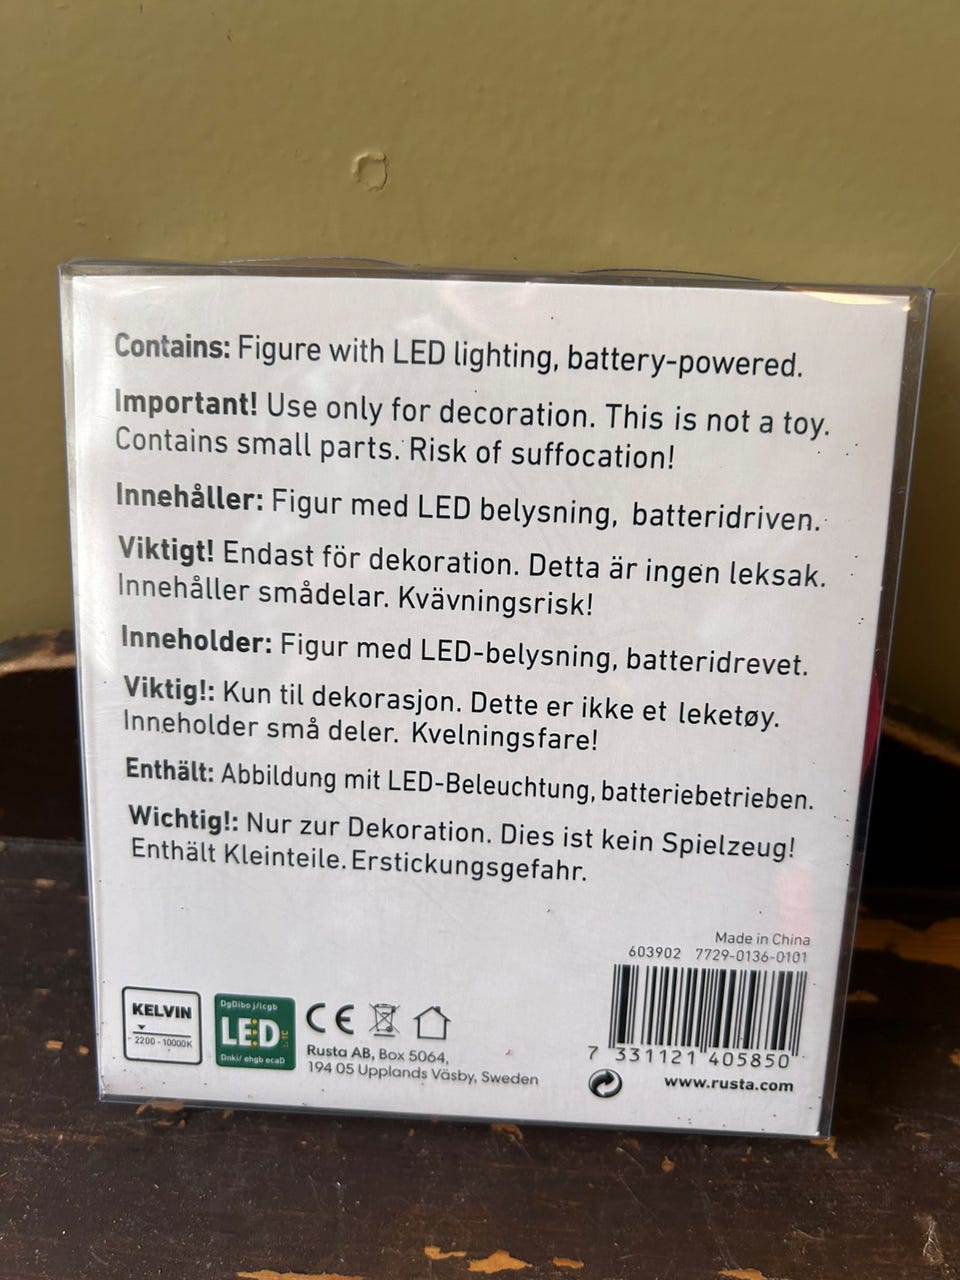 Contains: Figure with LED lighting, battery-powered.
Important! Use only for decoration. This is not a toy.
Contains small parts. Risk of suffocation!
Innehåller: Figur med LED belysning, batteridriven.
Viktigt! Endast för dekoration. Detta är ingen leksak.
Innehåller smådelar. Kvävningsrisk!
Inneholder: Figur med LED-belysning, batteridrevet.
Viktig!: Kun til dekorasjon. Dette er ikke et leketøy.
Inneholder små deler. Kvelningsfare!
Enthält: Abbildung mit LED-Beleuchtung, batteriebetrieben.
Wichtig!: Nur zur Dekoration. Dies ist kein Spielzeug!
Enthält Kleinteile. Erstickungsgefahr.
Made in China
603902 7729-0136-0101
7 331121 405850
www.rusta.com
KELVIN
2200 - 10000K
DgDibo j/lcgb
LED
Dnki/ ehgb ecaD
CE
Rusta AB, Box 5064,
194 05 Upplands Väsby, Sweden